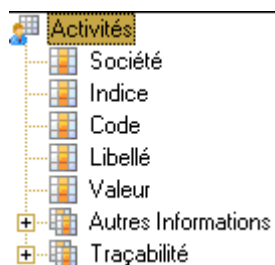 Activités
Société
Indice
Code
Libellé
Valeur
Autres Informations
Traçabilité